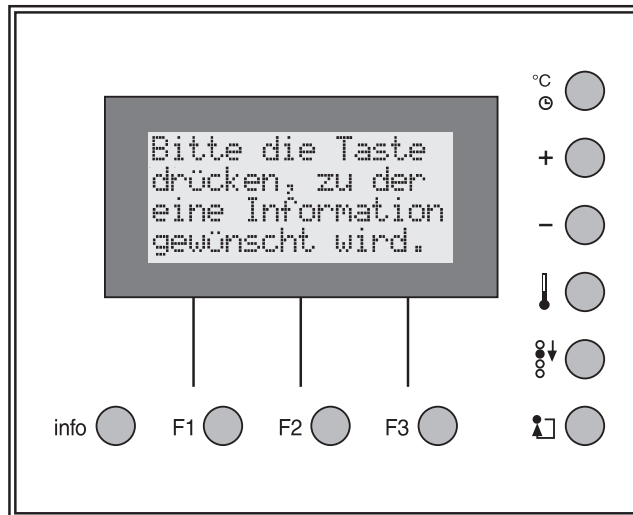 Bitte die Taste
drücken, zu der
eine Information
gewünscht wird.
°C
+
−
info
F1
F2
F3